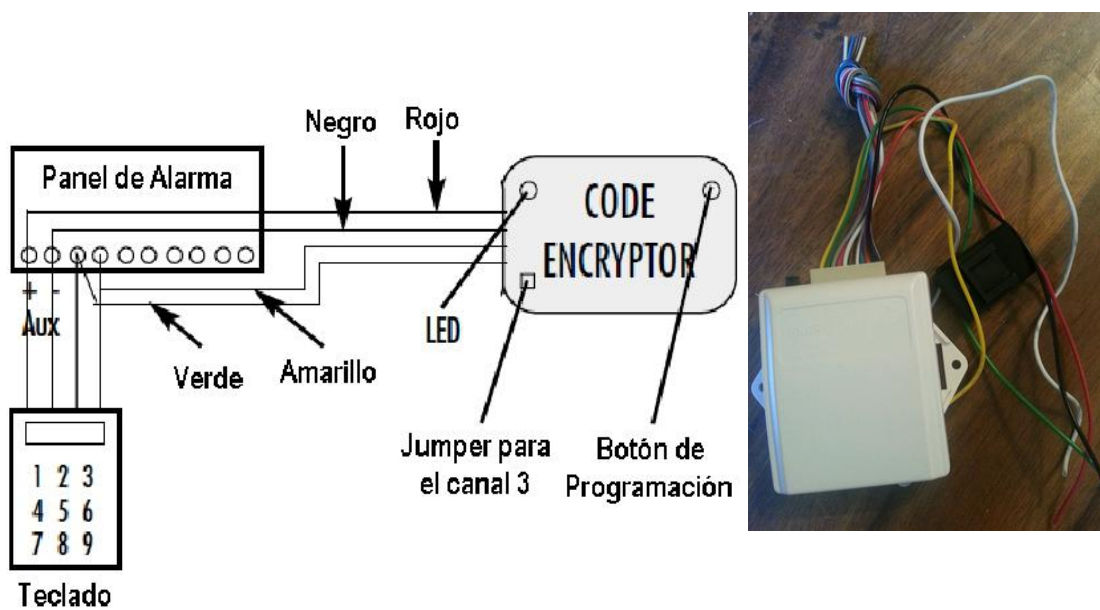 Negro
Rojo
Panel de Alarma
+ -
Aux
CODE
ENCRYPTOR
LED
Verde
Amarillo
Jumper para
el canal 3
Botón de
Programación
1 2 3
4 5 6
7 8 9
Teclado